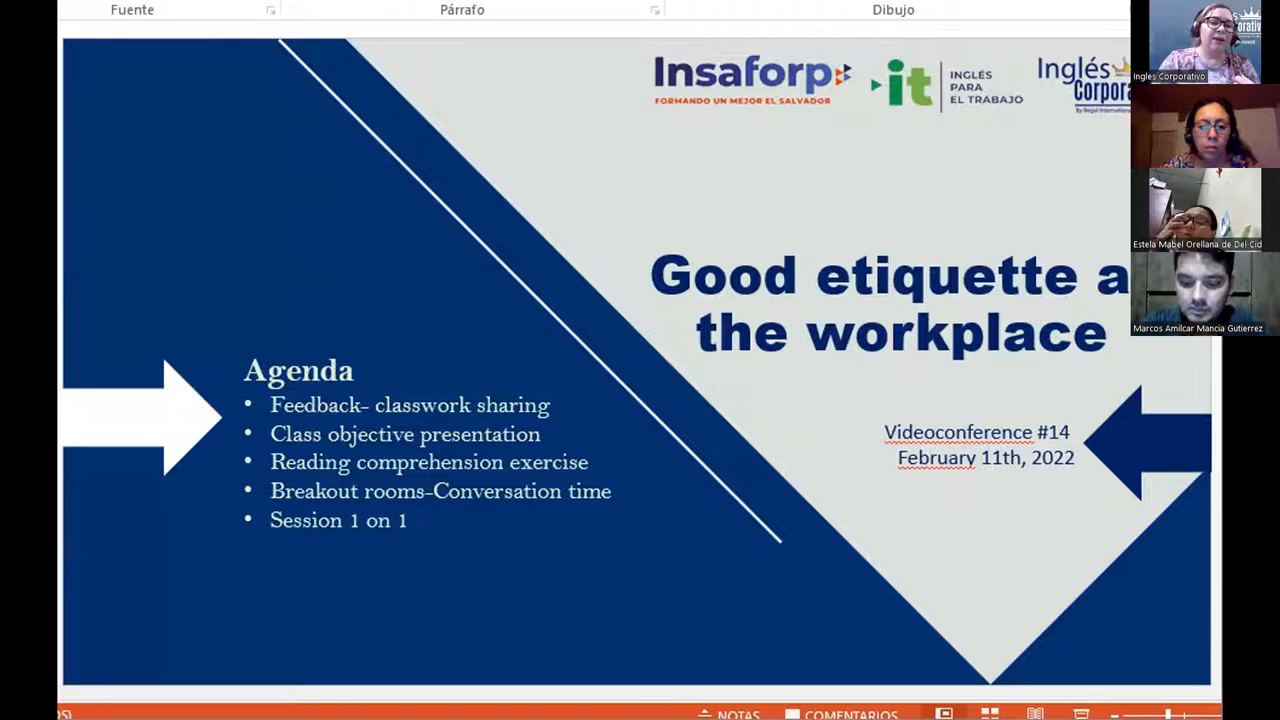 Fuente
Párrafo
Dibujo
Insaforp
FORMANDO UN MEJOR EL SALVADOR
it
INGLÉS
PARA
EL TRABAJO
Inglés
Corpora
Ingles Corporativo
Estela Mabel Orellana de Del Cid
Marcos Amilcar Mancia Gutierrez
Good etiquette a
the workplace
Videoconference #14
February 11th, 2022
Agenda
• Feedback- classwork sharing
• Class objective presentation
• Reading comprehension exercise
• Breakout rooms-Conversation time
• Session 1 on 1
NOTAS
COMENTARIOS